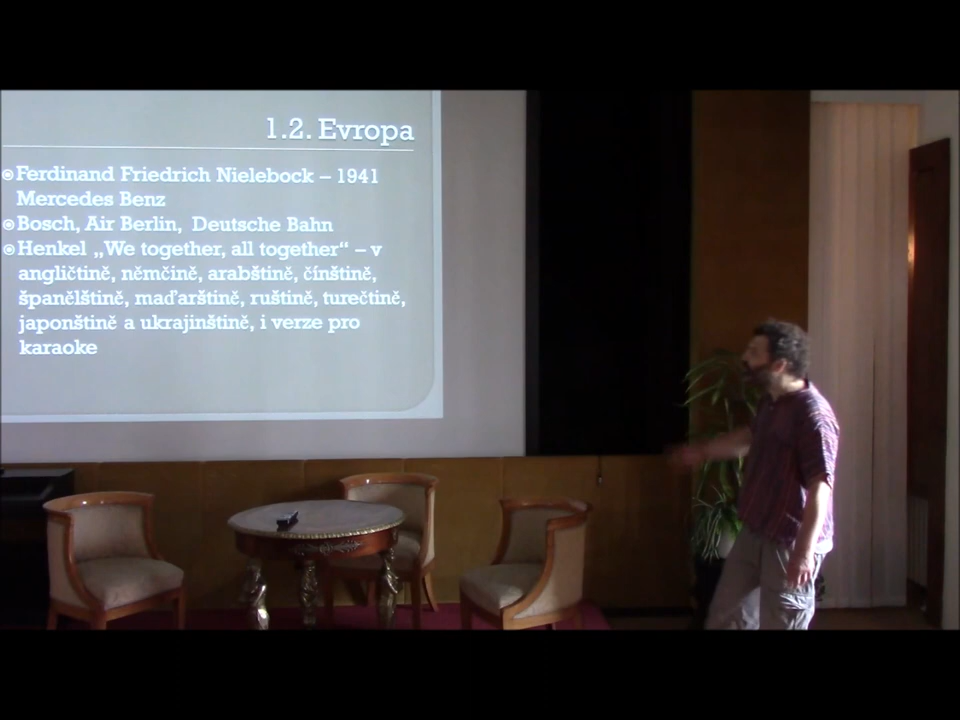 1.2. Evropa
Ferdinand Friedrich Nielebock – 1941
Mercedes Benz
Bosch, Air Berlin, Deutsche Bahn
Henkel „We together, all together“ – v
angličtině, němčině, arabštině, čínštině,
španělštině, maďarštině, ruštině, turečtině,
japonštině a ukrajinštině, i verze pro
karaoke